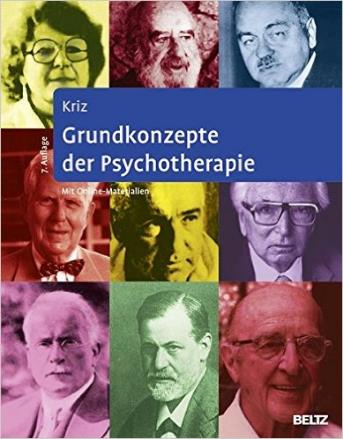 Kriz
Grundkonzepte
der Psychotherapie
7. Auflage
Mit Online-Materialien
BELTZ